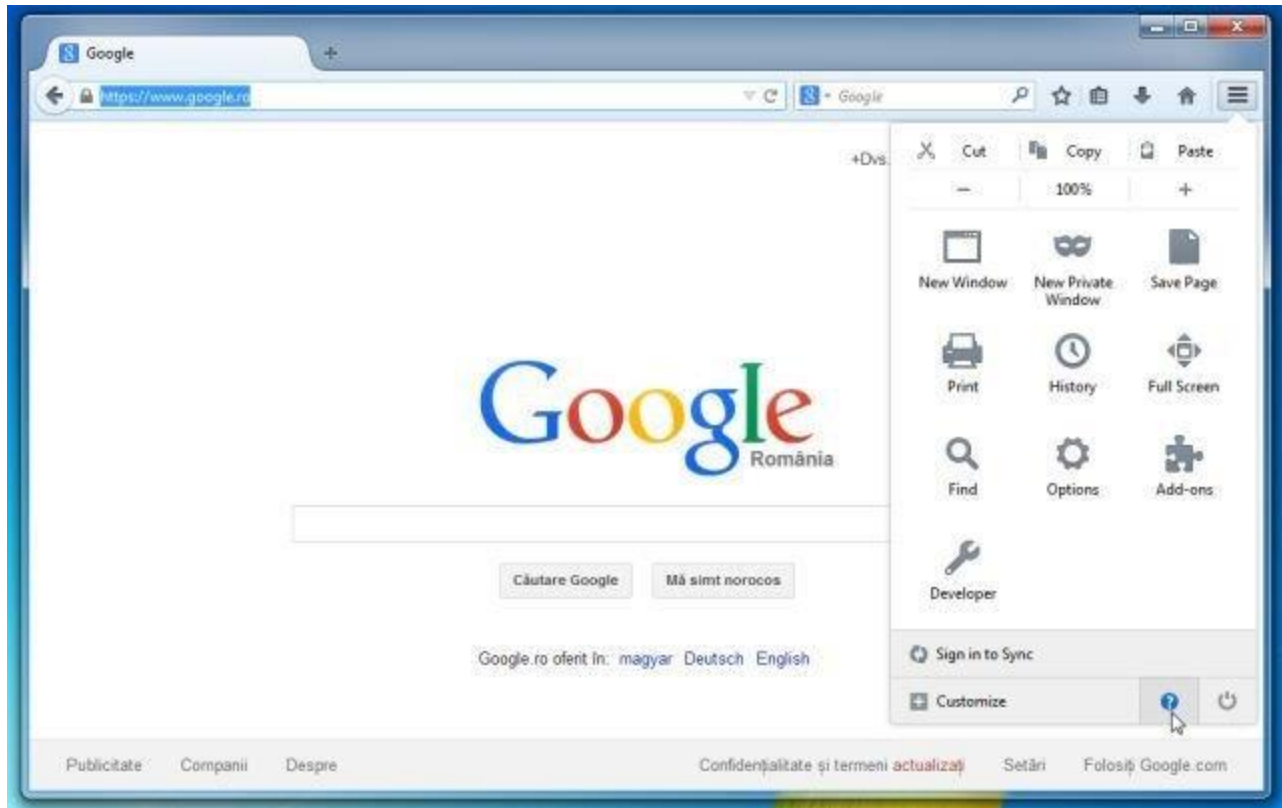 Google
https://www.google.ro
Google
+Dvs.
Cut Copy Paste
− 100% +
New Window New Private Window Save Page
Print History Full Screen
Find Options Add-ons
Developer
Sign in to Sync
Customize
Google
România
Căutare Google Mă simt norocos
Google.ro oferit în: magyar Deutsch English
Publicitate Companii Despre Confidențialitate și termeni actualizați Setări Folosiți Google.com